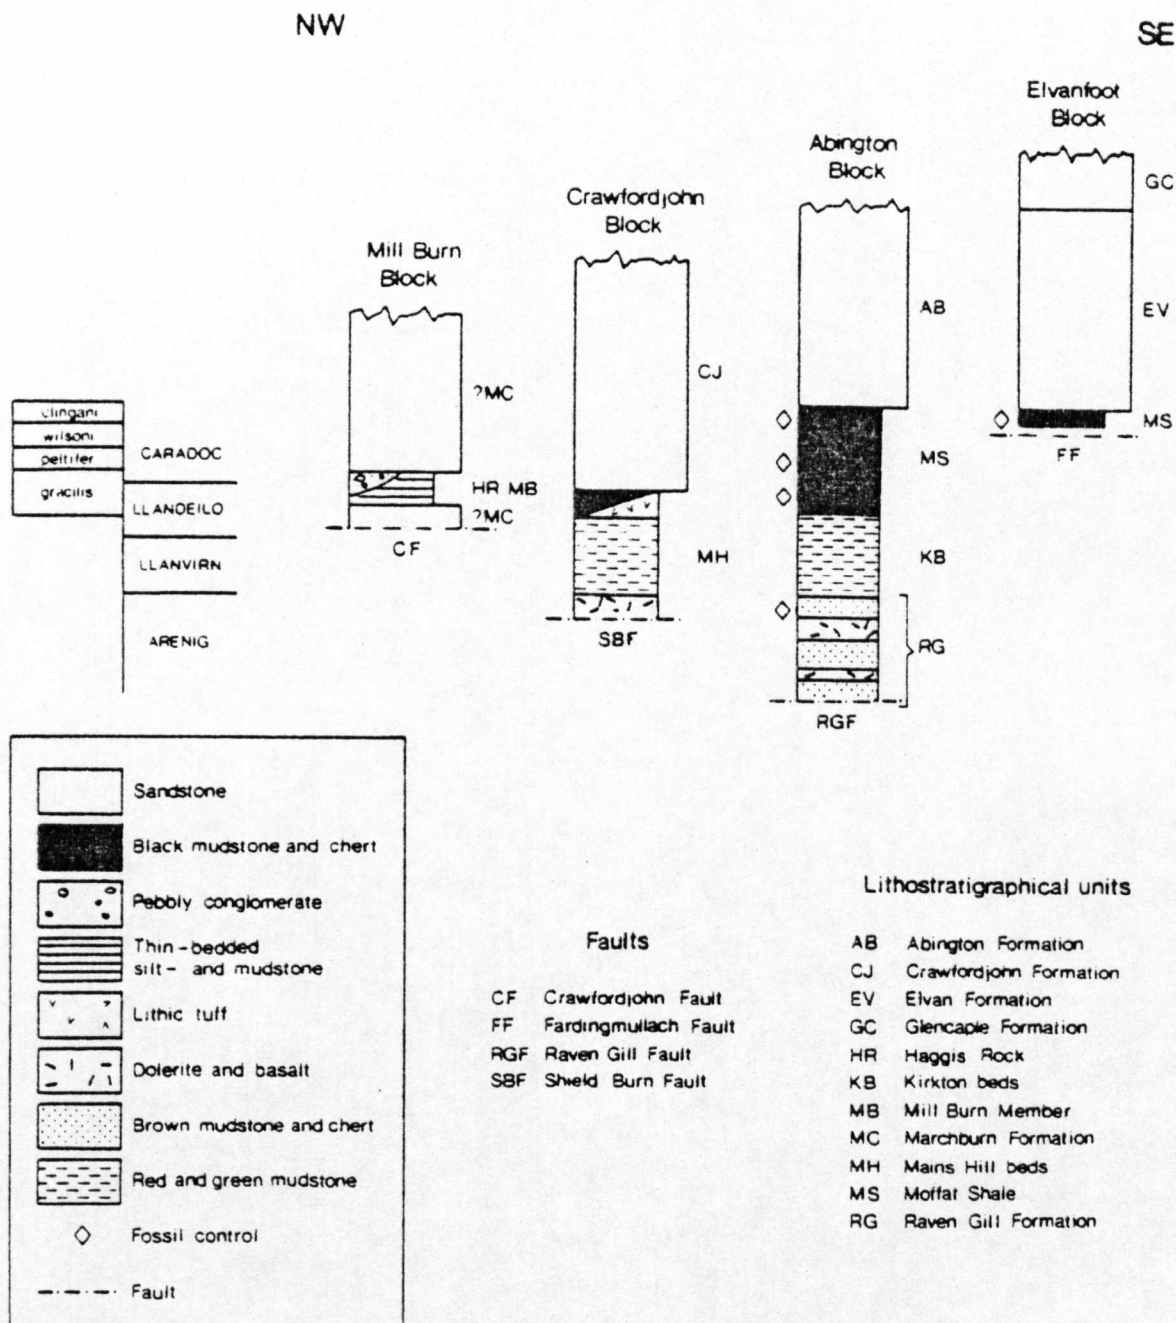 NW
SE
Elvanfoot
Block
Abington
Block
Crawfordjohn
Block
Mill Burn
Block
GC
EV
MS
FF
AB
MS
KB
RG
RGF
CJ
MH
SBF
?MC
HR MB
?MC
CF
clingani
wilsoni
peltifer
gracilis
CARADOC
LLANDEILO
LLANVIRN
ARENIG
Sandstone
Black mudstone and chert
Pebbly conglomerate
Thin-bedded
silt- and mudstone
Lithic tuff
Dolerite and basalt
Brown mudstone and chert
Red and green mudstone
Fossil control
Fault
Faults
CF Crawfordjohn Fault
FF Fardingmullach Fault
RGF Raven Gill Fault
SBF Shield Burn Fault
Lithostratigraphical units
AB Abington Formation
CJ Crawfordjohn Formation
EV Elvan Formation
GC Glencaple Formation
HR Haggis Rock
KB Kirkton beds
MB Mill Burn Member
MC Marchburn Formation
MH Mains Hill beds
MS Moffat Shale
RG Raven Gill Formation